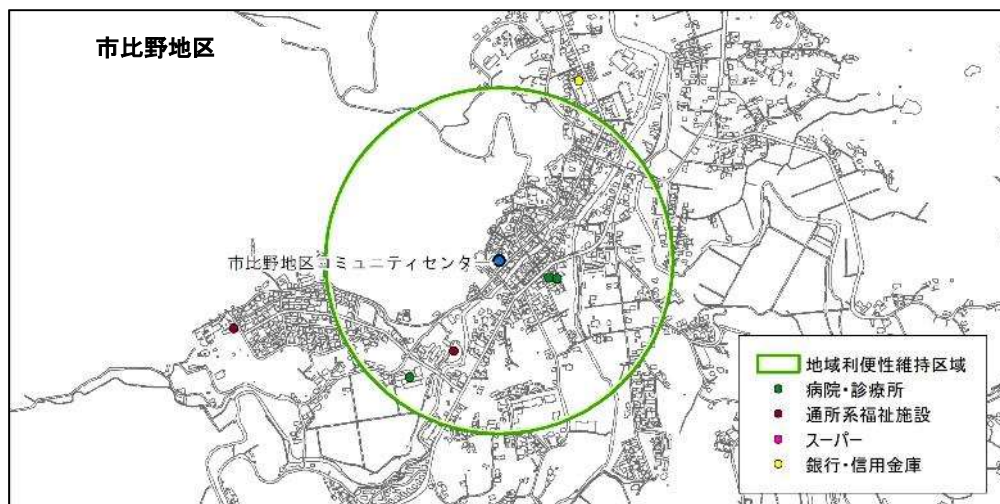 市比野地区
市比野地区コミュニティセンター
地域利便性維持区域
病院・診療所
通所系福祉施設
スーパー
銀行・信用金庫